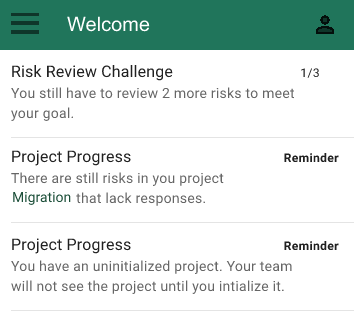 Welcome
Risk Review Challenge 1/3
You still have to review 2 more risks to meet
your goal.
Project Progress Reminder
There are still risks in you project
Migration that lack responses.
Project Progress Reminder
You have an uninitialized project. Your team
will not see the project until you intialize it.